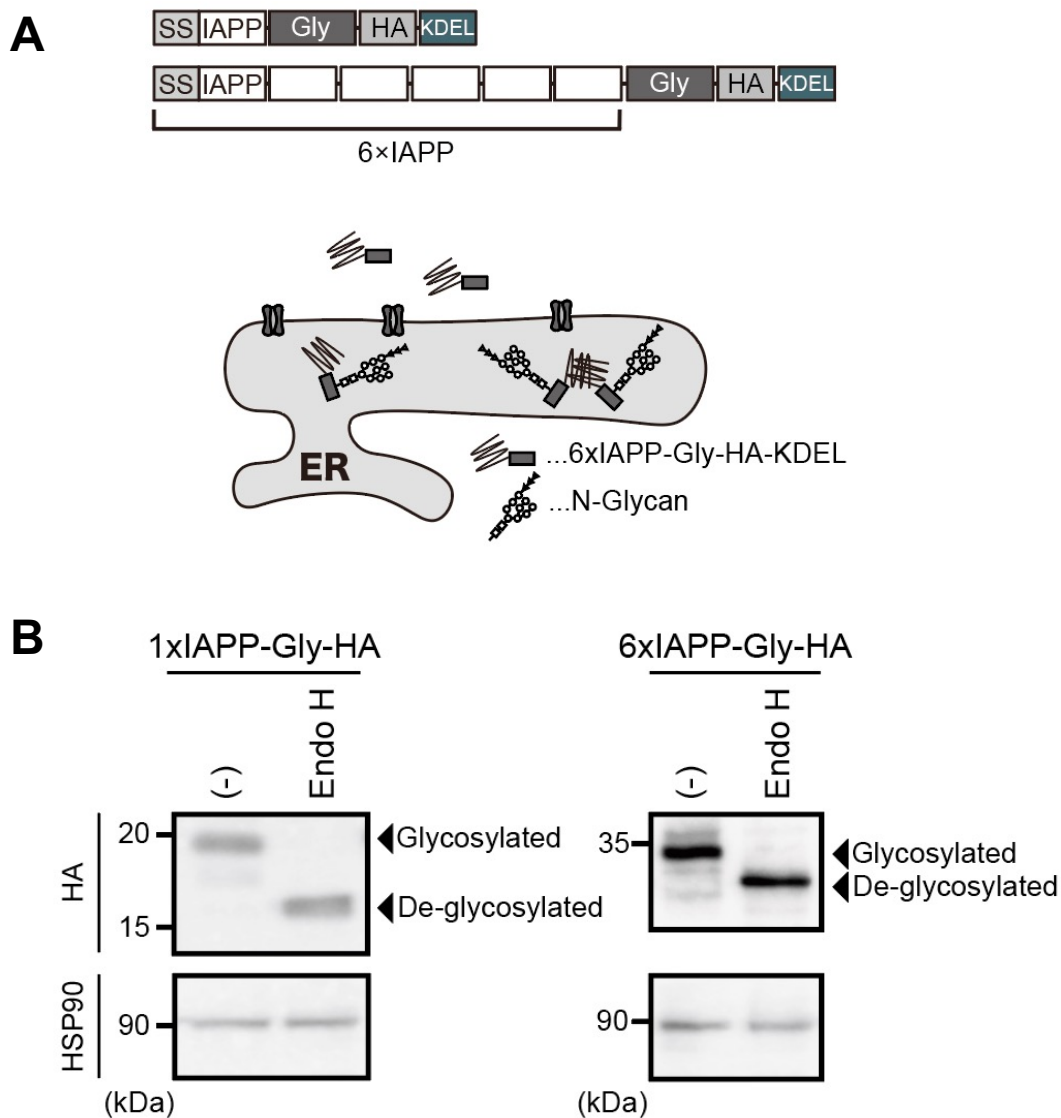 A
SS IAPP Gly HA KDEL
SS IAPP Gly HA KDEL
6×IAPP
ER
...6xIAPP-Gly-HA-KDEL
...N-Glycan
B
1xIAPP-Gly-HA
6xIAPP-Gly-HA
(-)
Endo H
(-)
Endo H
HA
20
15
Glycosylated
De-glycosylated
35
Glycosylated
De-glycosylated
HSP90
90
90
(kDa)
(kDa)